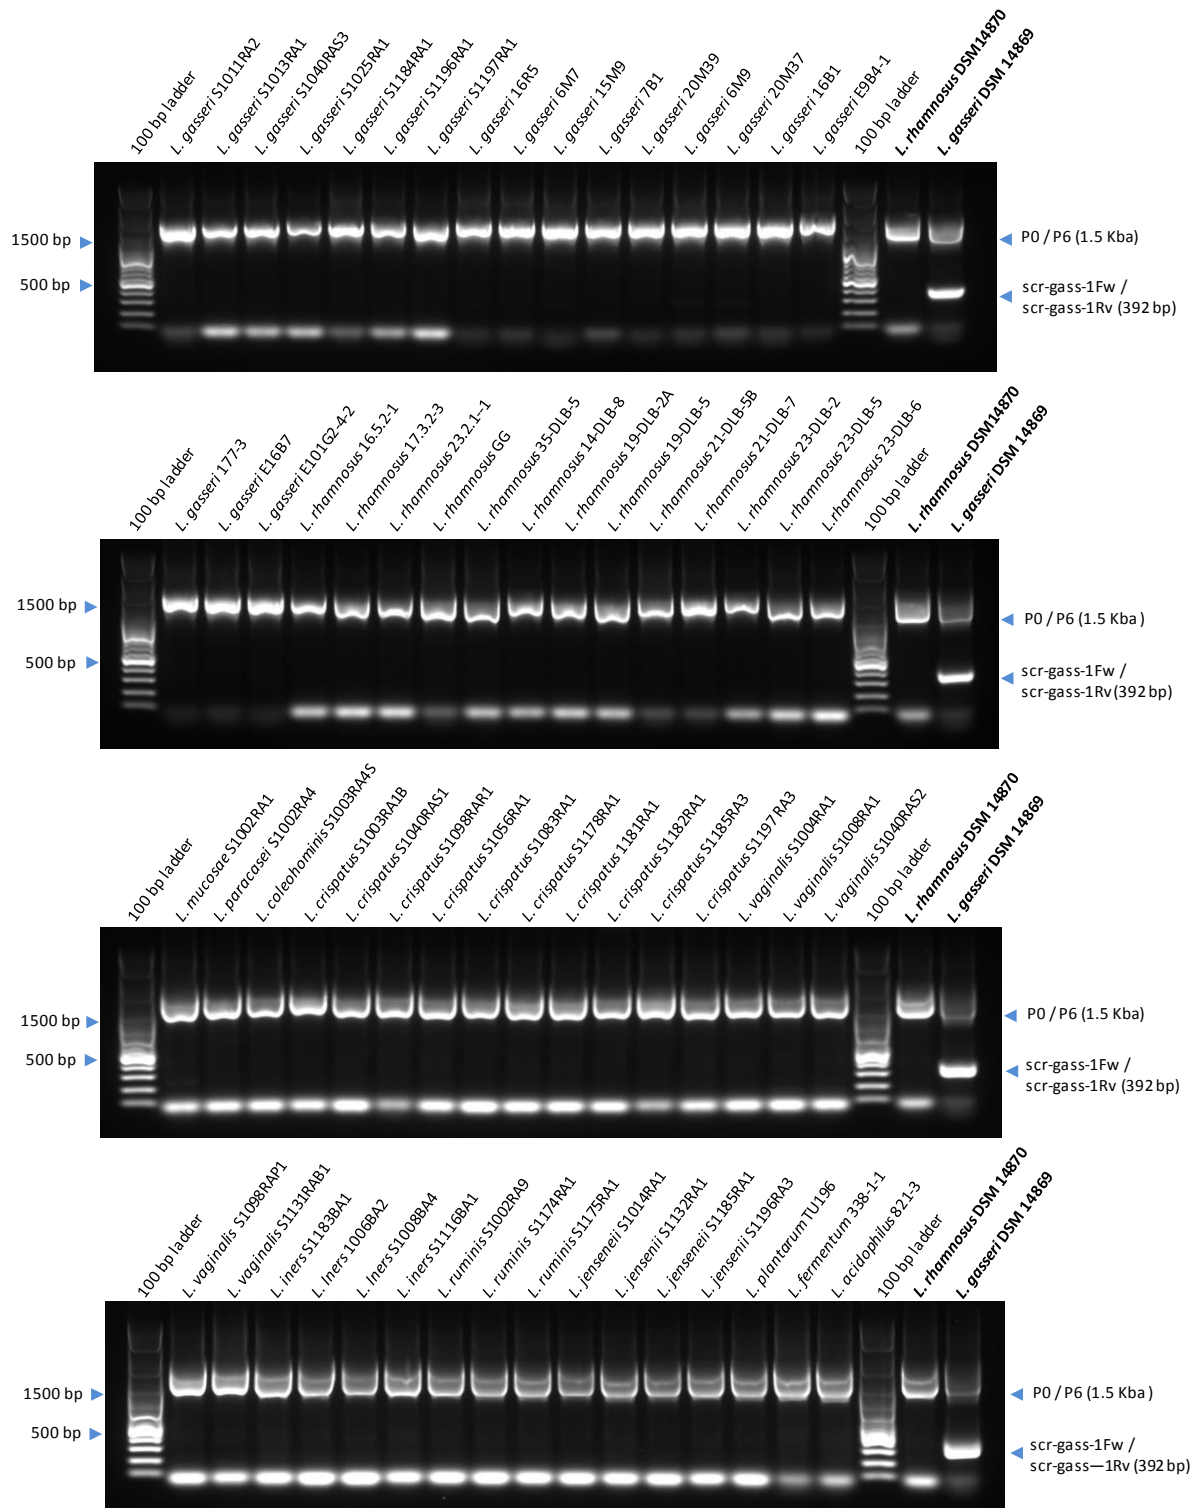 100 bp ladder
L. gasseri S1011RA2
L. gasseri S1013RA1
L. gasseri S1040RAS3
L. gasseri S1025RA1
L. gasseri S1184RA1
L. gasseri S1196RA1
L. gasseri S1197RA1
L. gasseri 16R5
L. gasseri 6M7
L. gasseri 15M9
L. gasseri 7B1
L. gasseri 20M39
L. gasseri 6M9
L. gasseri 20M37
L. gasseri 16B1
L. gasseri E9B4-1
100 bp ladder
L. rhamnosus DSM14870
L. gasseri DSM 14869
1500 bp
500 bp
P0 / P6 (1.5 Kba)
scr-gass-1Fw /
scr-gass-1Rv (392 bp)
100 bp ladder
L. gasseri 177-3
L. gasseri E16B7
L. gasseri E101G2-4-2
L. rhamnosus 16.5.2-1
L. rhamnosus 17.3.2-3
L. rhamnosus 23.2.1--1
L. rhamnosus GG
L. rhamnosus 35-DLB-5
L. rhamnosus 14-DLB-8
L. rhamnosus 19-DLB-2A
L. rhamnosus 19-DLB-5
L. rhamnosus 21-DLB-5B
L. rhamnosus 21-DLB-7
L. rhamnosus 23-DLB-2
L. rhamnosus 23-DLB-5
L.rhamnosus 23-DLB-6
100 bp ladder
L. rhamnosus DSM14870
L. gasseri DSM 14869
1500 bp
500 bp
P0 / P6 (1.5 Kba )
scr-gass-1Fw /
scr-gass-1Rv (392 bp)
100 bp ladder
L. mucosae S1002RA1
L. paracasei S1002RA4
L. coleohominis S1003RA4S
L. crispatus S1003RA1B
L. crispatus S1040RAS1
L. crispatus S1098RAR1
L. crispatus S1056RA1
L. crispatus S1083RA1
L. crispatus S1178RA1
L. crispatus 1181RA1
L. crispatus S1182RA1
L. crispatus S1185RA3
L. crispatus S1197 RA3
L. vaginalis S1004RA1
L. vaginalis S1008RA1
L. vaginalis S1040RAS2
100 bp ladder
L. rhamnosus DSM 14870
L. gasseri DSM 14869
1500 bp
500 bp
P0 / P6 (1.5 Kba)
scr-gass-1Fw /
scr-gass-1Rv (392 bp)
100 bp ladder
L. vaginalis S1098RAP1
L. vaginalis S1131RAB1
L. iners S1183BA1
L. Iners 1006BA2
L. Iners S1008BA4
L. iners S1116BA1
L. ruminis S1002RA9
L. ruminis S1174RA1
L. ruminis S1175RA1
L. jenseneii S1014RA1
L. jensenii S1132RA1
L. jenseneii S1185RA1
L. jensenii S1196RA3
L. plantarum TU196
L. fermentum 338-1-1
L. acidophilus 821-3
100 bp ladder
L. rhamnosus DSM 14870
L. gasseri DSM 14869
1500 bp
500 bp
P0 / P6 (1.5 Kba )
scr-gass-1Fw /
scr-gass—1Rv (392 bp)